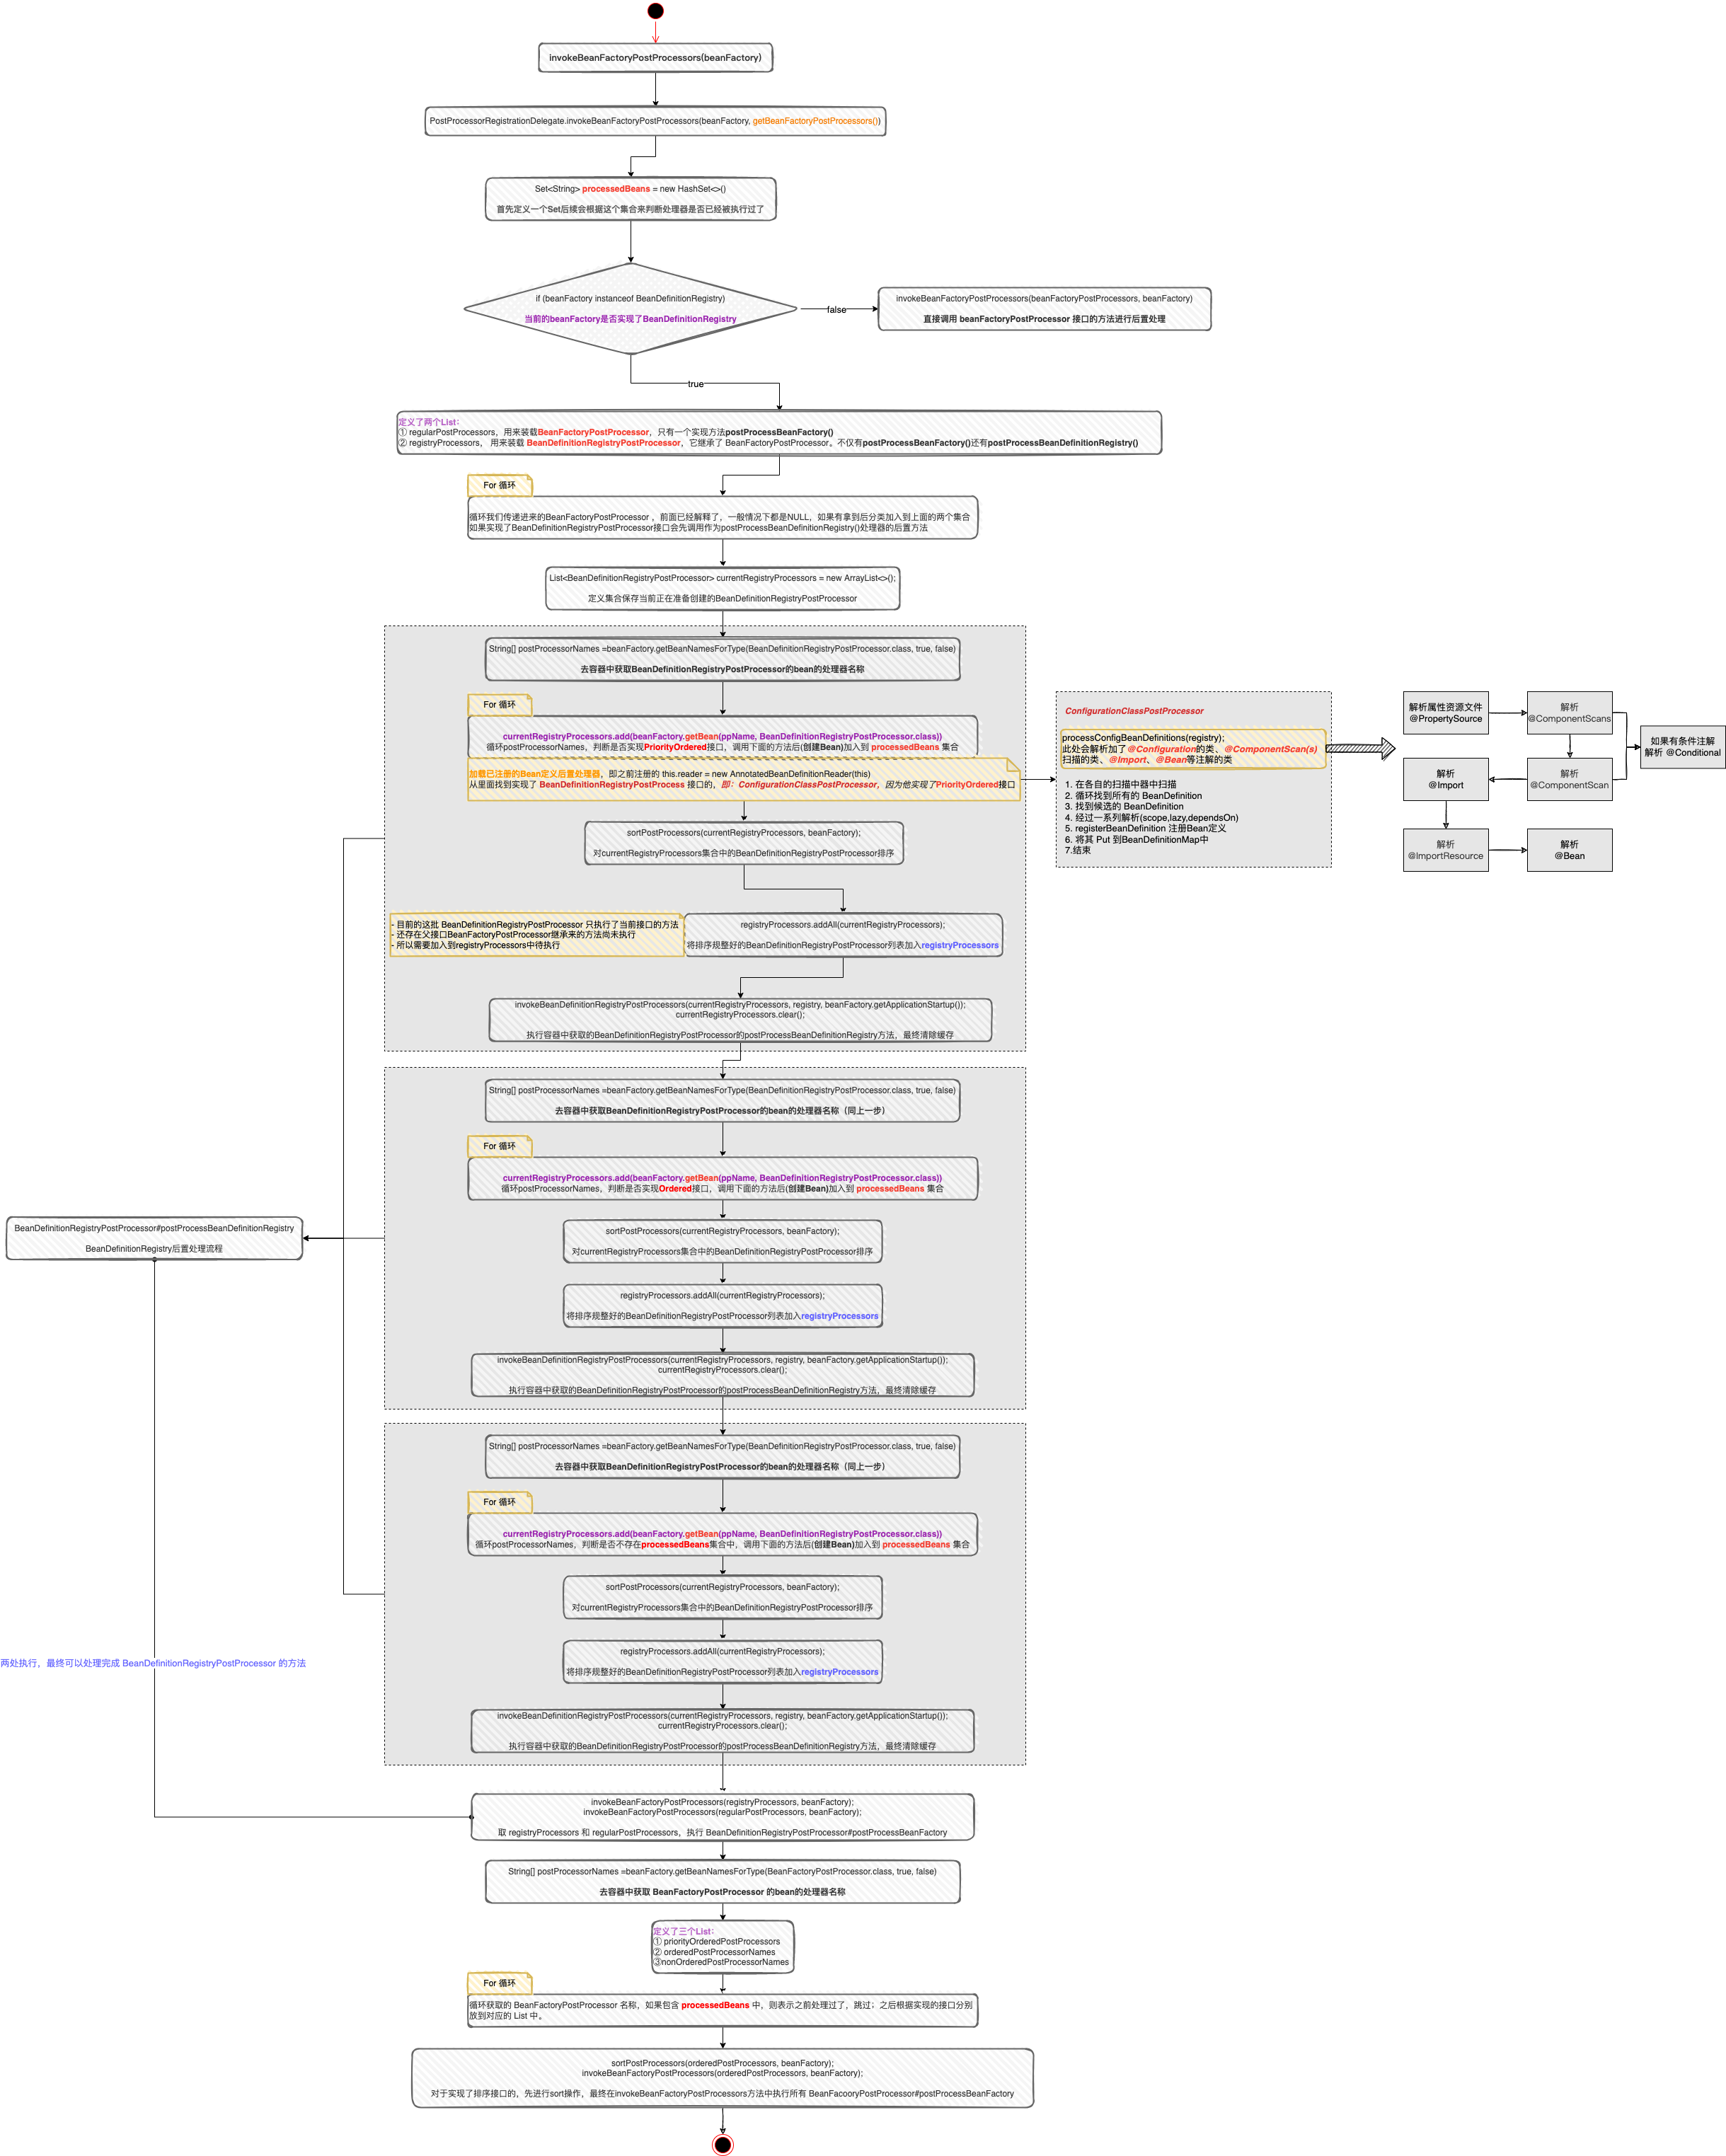 invokeBeanFactoryPostProcessors(beanFactory)
PostProcessorRegistrationDelegate.invokeBeanFactoryPostProcessors(beanFactory, getBeanFactoryPostProcessors())
Set<String> processedBeans = new HashSet<>()
首先定义一个Set后续会根据这个集合来判断处理器是否已经被执行过了
if (beanFactory instanceof BeanDefinitionRegistry)
当前的beanFactory是否实现了BeanDefinitionRegistry
false
invokeBeanFactoryPostProcessors(beanFactoryPostProcessors, beanFactory)
直接调用 beanFactoryPostProcessor 接口的方法进行后置处理
true
定义了两个List：
① regularPostProcessors，用来装载BeanFactoryPostProcessor，只有一个实现方法postProcessBeanFactory()
② registryProcessors， 用来装载 BeanDefinitionRegistryPostProcessor，它继承了 BeanFactoryPostProcessor。不仅有postProcessBeanFactory()还有postProcessBeanDefinitionRegistry()
For 循环
循环我们传递进来的BeanFactoryPostProcessor ，前面已经解释了，一般情况下都是NULL，如果有拿到后分类加入到上面的两个集合
如果实现了BeanDefinitionRegistryPostProcessor接口会先调用作为postProcessBeanDefinitionRegistry()处理器的后置方法
List<BeanDefinitionRegistryPostProcessor> currentRegistryProcessors = new ArrayList<>();
定义集合保存当前正在准备创建的BeanDefinitionRegistryPostProcessor
String[] postProcessorNames =beanFactory.getBeanNamesForType(BeanDefinitionRegistryPostProcessor.class, true, false)
去容器中获取BeanDefinitionRegistryPostProcessor的bean的处理器名称
For 循环
currentRegistryProcessors.add(beanFactory.getBean(ppName, BeanDefinitionRegistryPostProcessor.class))
循环postProcessorNames，判断是否实现PriorityOrdered接口，调用下面的方法后(创建Bean)加入到 processedBeans 集合
加载已注册的Bean定义后置处理器，即之前注册的 this.reader = new AnnotatedBeanDefinitionReader(this)
从里面找到实现了 BeanDefinitionRegistryPostProcess 接口的，即：ConfigurationClassPostProcessor，因为他实现了PriorityOrdered接口
sortPostProcessors(currentRegistryProcessors, beanFactory);
对currentRegistryProcessors集合中的BeanDefinitionRegistryPostProcessor排序
- 目前的这批 BeanDefinitionRegistryPostProcessor 只执行了当前接口的方法
- 还存在父接口BeanFactoryPostProcessor继承来的方法尚未执行
- 所以需要加入到registryProcessors中待执行
registryProcessors.addAll(currentRegistryProcessors);
将排序规整好的BeanDefinitionRegistryPostProcessor列表加入registryProcessors
invokeBeanDefinitionRegistryPostProcessors(currentRegistryProcessors, registry, beanFactory.getApplicationStartup());
currentRegistryProcessors.clear();
执行容器中获取的BeanDefinitionRegistryPostProcessor的postProcessBeanDefinitionRegistry方法，最终清除缓存
ConfigurationClassPostProcessor
processConfigBeanDefinitions(registry);
此处会解析加了@Configuration的类、@ComponentScan(s)
扫描的类、@Import、@Bean等注解的类
1. 在各自的扫描中器中扫描
2. 循环找到所有的 BeanDefinition
3. 找到候选的 BeanDefinition
4. 经过一系列解析(scope,lazy,dependsOn)
5. registerBeanDefinition 注册Bean定义
6. 将其 Put 到BeanDefinitionMap中
7.结束
解析属性资源文件
@PropertySource
解析
@ComponentScans
如果有条件注解
解析 @Conditional
解析
@Import
解析
@ComponentScan
解析
@ImportResource
解析
@Bean
String[] postProcessorNames =beanFactory.getBeanNamesForType(BeanDefinitionRegistryPostProcessor.class, true, false)
去容器中获取BeanDefinitionRegistryPostProcessor的bean的处理器名称（同上一步）
For 循环
currentRegistryProcessors.add(beanFactory.getBean(ppName, BeanDefinitionRegistryPostProcessor.class))
循环postProcessorNames，判断是否实现Ordered接口，调用下面的方法后(创建Bean)加入到 processedBeans 集合
sortPostProcessors(currentRegistryProcessors, beanFactory);
对currentRegistryProcessors集合中的BeanDefinitionRegistryPostProcessor排序
registryProcessors.addAll(currentRegistryProcessors);
将排序规整好的BeanDefinitionRegistryPostProcessor列表加入registryProcessors
invokeBeanDefinitionRegistryPostProcessors(currentRegistryProcessors, registry, beanFactory.getApplicationStartup());
currentRegistryProcessors.clear();
执行容器中获取的BeanDefinitionRegistryPostProcessor的postProcessBeanDefinitionRegistry方法，最终清除缓存
BeanDefinitionRegistryPostProcessor#postProcessBeanDefinitionRegistry
BeanDefinitionRegistry后置处理流程
String[] postProcessorNames =beanFactory.getBeanNamesForType(BeanDefinitionRegistryPostProcessor.class, true, false)
去容器中获取BeanDefinitionRegistryPostProcessor的bean的处理器名称（同上一步）
For 循环
currentRegistryProcessors.add(beanFactory.getBean(ppName, BeanDefinitionRegistryPostProcessor.class))
循环postProcessorNames，判断是否不存在processedBeans集合中，调用下面的方法后(创建Bean)加入到 processedBeans 集合
sortPostProcessors(currentRegistryProcessors, beanFactory);
对currentRegistryProcessors集合中的BeanDefinitionRegistryPostProcessor排序
registryProcessors.addAll(currentRegistryProcessors);
将排序规整好的BeanDefinitionRegistryPostProcessor列表加入registryProcessors
invokeBeanDefinitionRegistryPostProcessors(currentRegistryProcessors, registry, beanFactory.getApplicationStartup());
currentRegistryProcessors.clear();
执行容器中获取的BeanDefinitionRegistryPostProcessor的postProcessBeanDefinitionRegistry方法，最终清除缓存
两处执行，最终可以处理完成 BeanDefinitionRegistryPostProcessor 的方法
invokeBeanFactoryPostProcessors(registryProcessors, beanFactory);
invokeBeanFactoryPostProcessors(regularPostProcessors, beanFactory);
取 registryProcessors 和 regularPostProcessors，执行 BeanDefinitionRegistryPostProcessor#postProcessBeanFactory
String[] postProcessorNames =beanFactory.getBeanNamesForType(BeanFactoryPostProcessor.class, true, false)
去容器中获取 BeanFactoryPostProcessor 的bean的处理器名称
定义了三个List：
① priorityOrderedPostProcessors
② orderedPostProcessorNames
③nonOrderedPostProcessorNames
For 循环
循环获取的 BeanFactoryPostProcessor 名称，如果包含 processedBeans 中，则表示之前处理过了，跳过；之后根据实现的接口分别
放到对应的 List 中。
sortPostProcessors(orderedPostProcessors, beanFactory);
invokeBeanFactoryPostProcessors(orderedPostProcessors, beanFactory);
对于实现了排序接口的，先进行sort操作，最终在invokeBeanFactoryPostProcessors方法中执行所有 BeanFacooryPostProcessor#postProcessBeanFactory